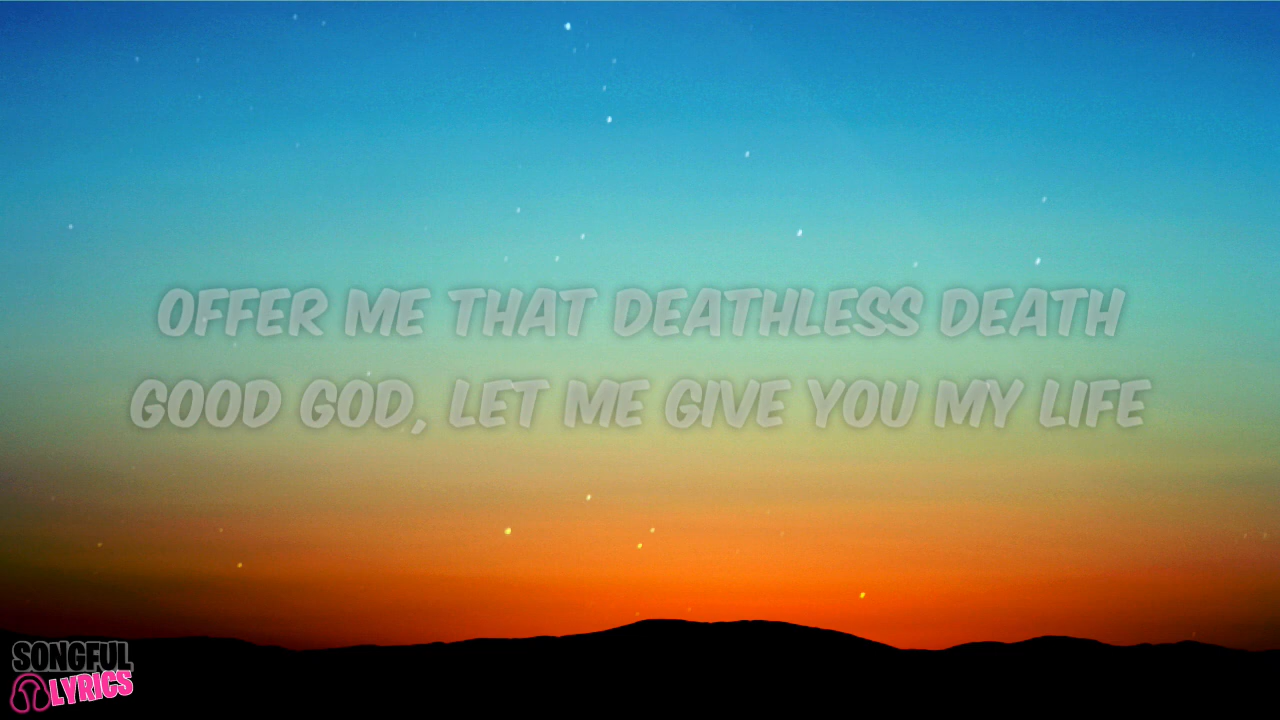 OFFER ME THAT DEATHLESS DEATH
GOOD GOD, LET ME GIVE YOU MY LIFE
SONGFUL
LYRICS